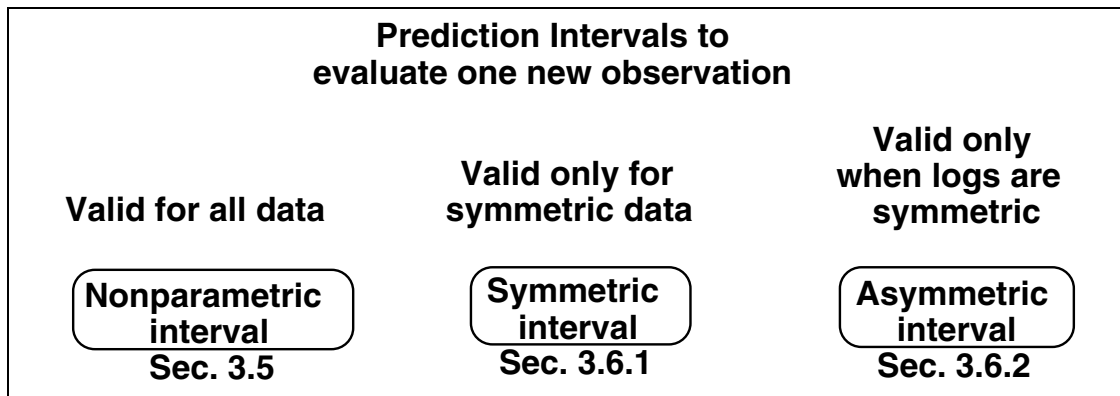 Prediction Intervals to
evaluate one new observation
Valid for all data
Nonparametric
interval
Sec. 3.5
Valid only for
symmetric data
Symmetric
interval
Sec. 3.6.1
Valid only
when logs are
symmetric
Asymmetric
interval
Sec. 3.6.2